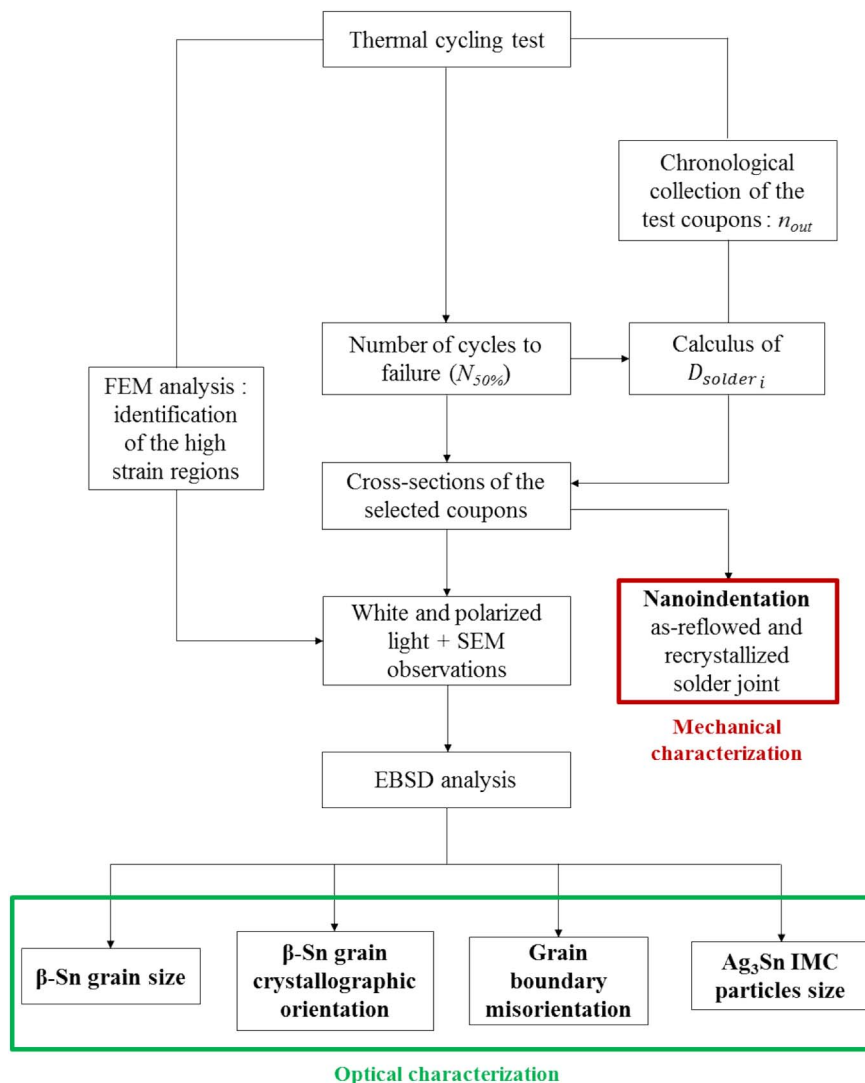 Thermal cycling test
Chronological
collection of the
test coupons : n_out
Number of cycles to
failure (N_50%)
Calculus of
D_solder_i
FEM analysis :
identification
of the high
strain regions
Cross-sections of the
selected coupons
White and polarized
light + SEM
observations
Nanoindentation
as-reflowed and
recrystallized
solder joint
Mechanical
characterization
EBSD analysis
β-Sn grain size
β-Sn grain
crystallographic
orientation
Grain
boundary
misorientation
Ag₃Sn IMC
particles size
Optical characterization